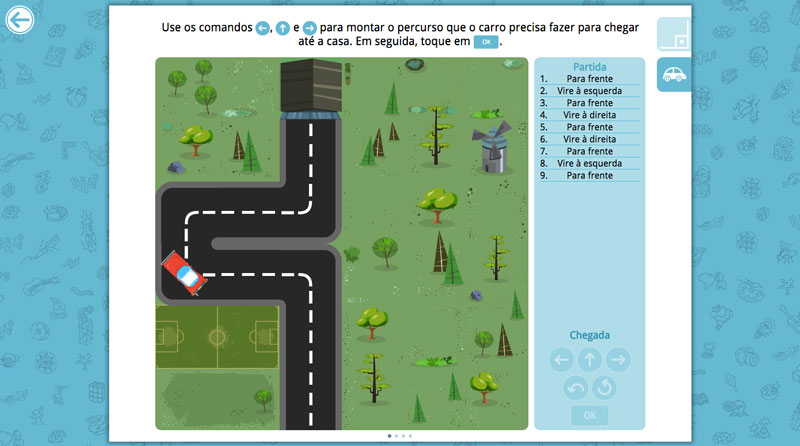 Use os comandos ←, ↑ e → para montar o percurso que o carro precisa fazer para chegar
até a casa. Em seguida, toque em OK .
Partida
1. Para frente
2. Vire à esquerda
3. Para frente
4. Vire à direita
5. Para frente
6. Vire à direita
7. Para frente
8. Vire à esquerda
9. Para frente
Chegada
OK